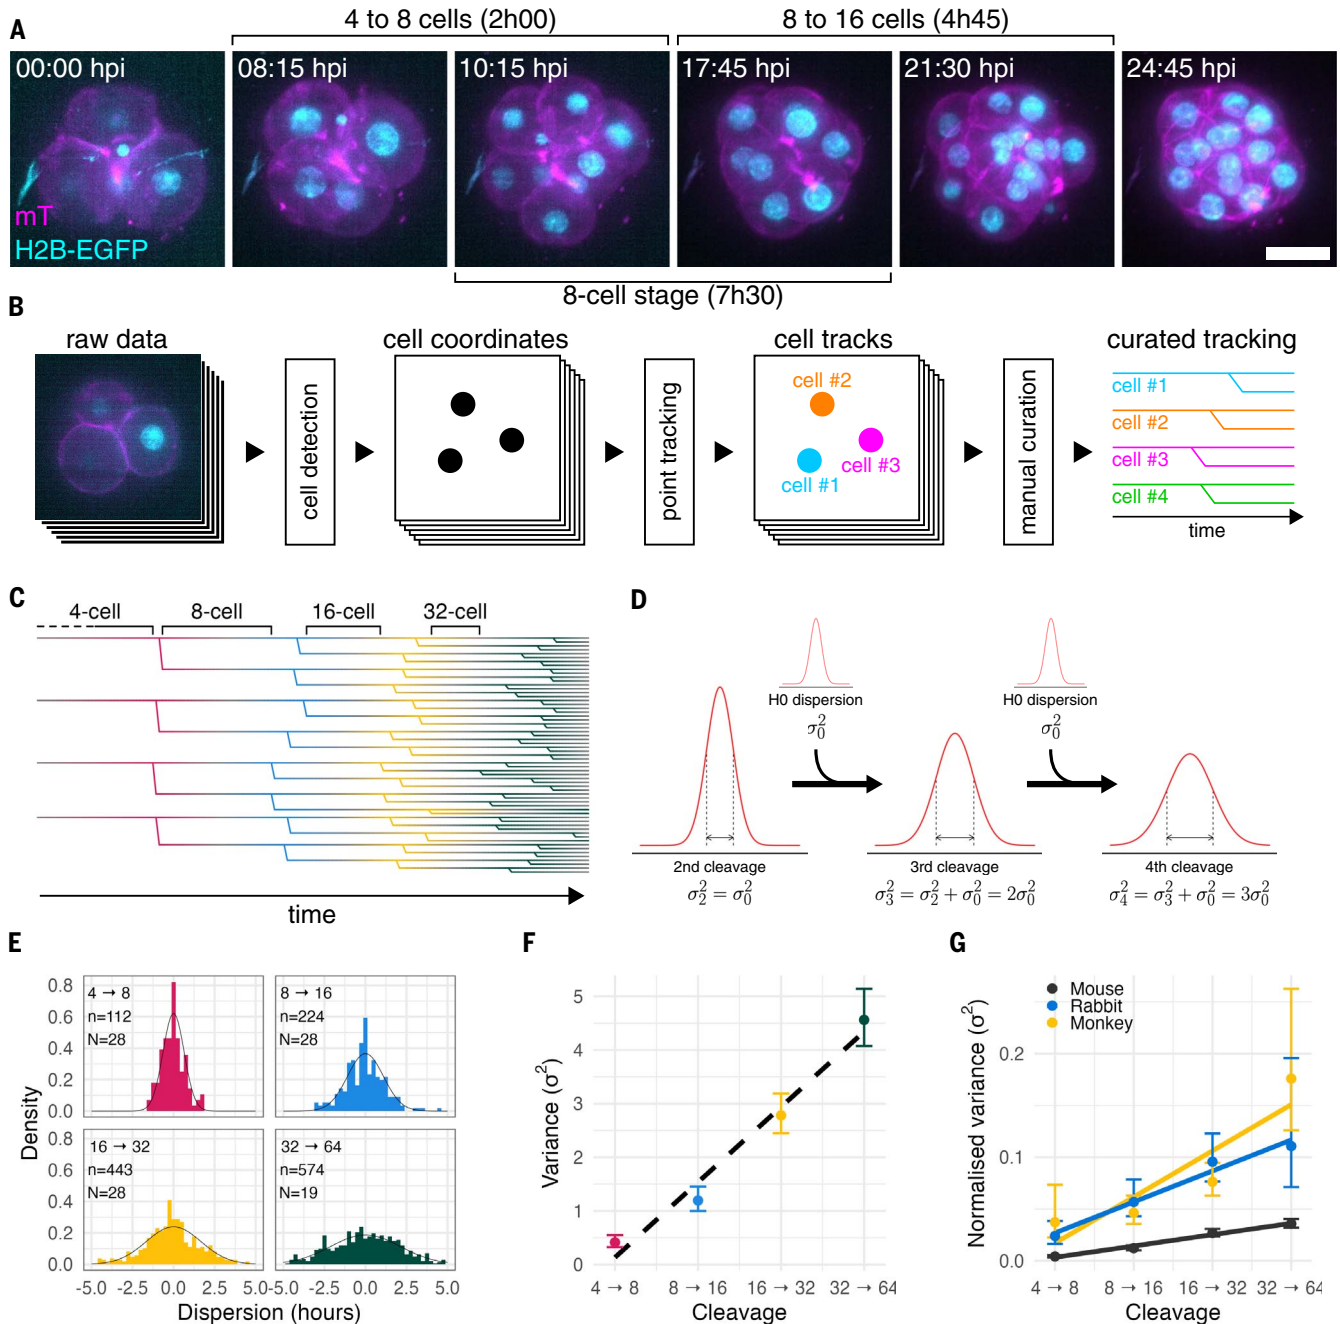 A
4 to 8 cells (2h00)
8 to 16 cells (4h45)
00:00 hpi
08:15 hpi
10:15 hpi
17:45 hpi
21:30 hpi
24:45 hpi
mT
H2B-EGFP
8-cell stage (7h30)
B
raw data
cell coordinates
cell tracks
curated tracking
cell detection
point tracking
manual curation
cell #2
cell #3
cell #1
cell #1
cell #2
cell #3
cell #4
time
C
4-cell
8-cell
16-cell
32-cell
time
D
H0 dispersion
σ₀²
H0 dispersion
σ₀²
2nd cleavage
σ₂² = σ₀²
3rd cleavage
σ₃² = σ₂² + σ₀² = 2σ₀²
4th cleavage
σ₄² = σ₃² + σ₀² = 3σ₀²
E
Density
0.8
0.6
0.4
0.2
0.0
4 → 8
n=112
N=28
8 → 16
n=224
N=28
0.8
0.6
0.4
0.2
0.0
16 → 32
n=443
N=28
32 → 64
n=574
N=19
-5.0 -2.5 0.0 2.5 5.0
-5.0 -2.5 0.0 2.5 5.0
Dispersion (hours)
F
Variance (σ²)
5
4
3
2
1
0
4 → 8
8 → 16
16 → 32
32 → 64
Cleavage
G
Normalised variance (σ²)
Mouse
Rabbit
Monkey
0.2
0.1
0.0
4 → 8
8 → 16
16 → 32
32 → 64
Cleavage